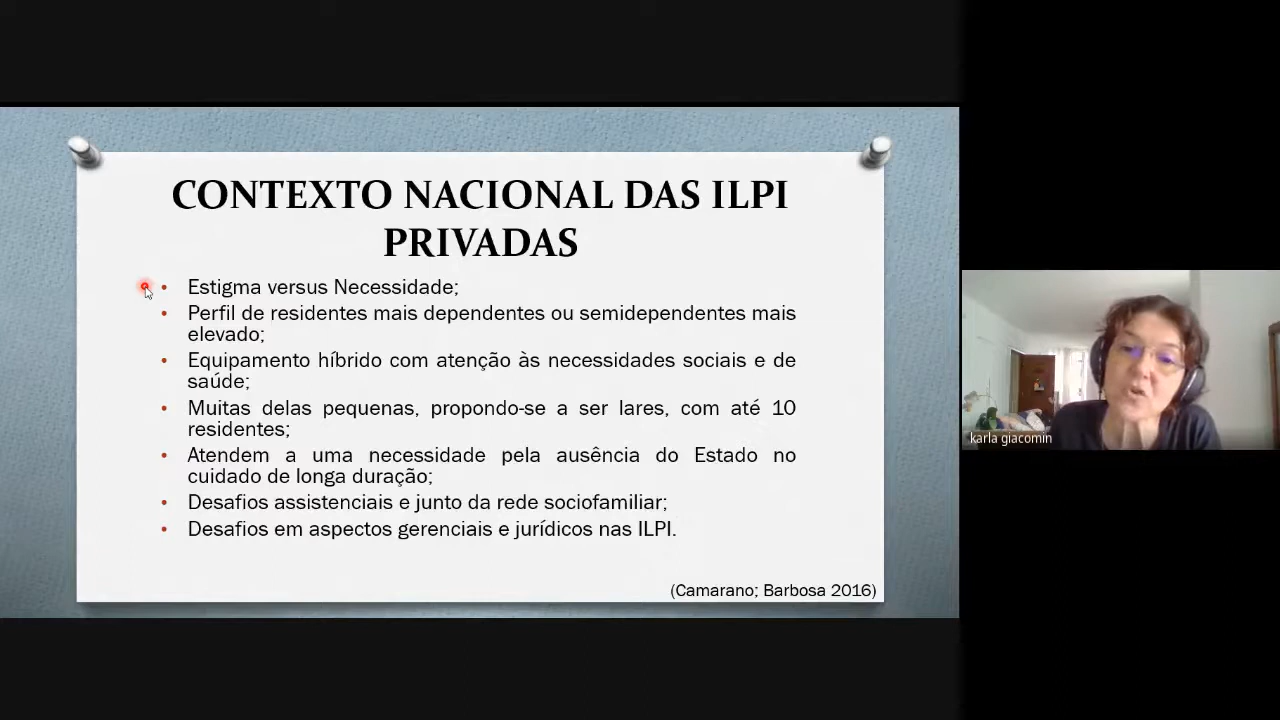 CONTEXTO NACIONAL DAS ILPI
PRIVADAS
• Estigma versus Necessidade;
• Perfil de residentes mais dependentes ou semidependentes mais
elevado;
• Equipamento híbrido com atenção às necessidades sociais e de
saúde;
• Muitas delas pequenas, propondo-se a ser lares, com até 10
residentes;
• Atendem a uma necessidade pela ausência do Estado no
cuidado de longa duração;
• Desafios assistenciais e junto da rede sociofamiliar;
• Desafios em aspectos gerenciais e jurídicos nas ILPI.
(Camarano; Barbosa 2016)
karla giacomin